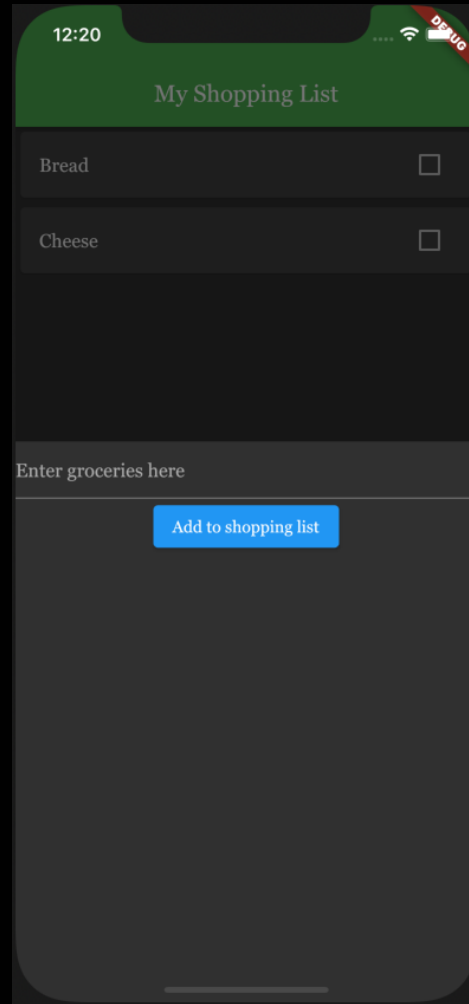 12:20
DEBUG
My Shopping List
Bread
Cheese
Enter groceries here
Add to shopping list